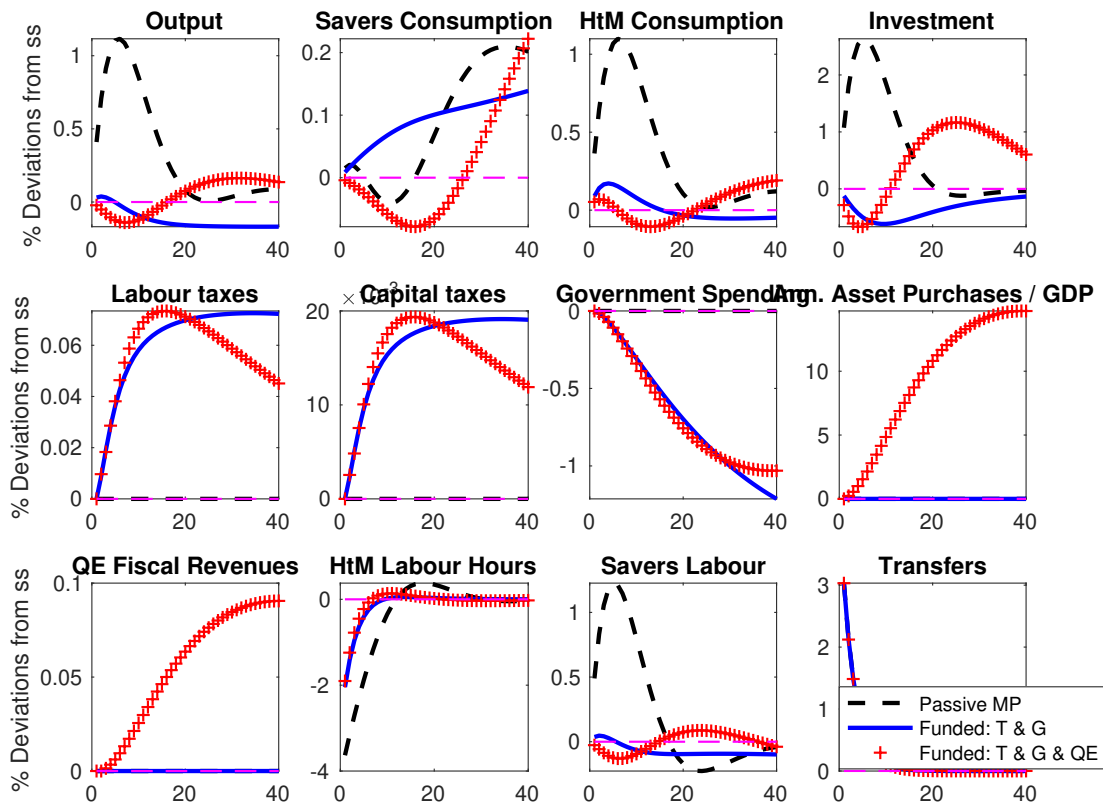 Output Savers Consumption HtM Consumption Investment
% Deviations from ss
1
0.5
0
0 20 40
0.2
0.1
0
0 20 40
1
0.5
0
0 20 40
2
1
0
0 20 40
Labour taxes Capital taxes Government Spending Ann. Asset Purchases / GDP
% Deviations from ss
0.06
0.04
0.02
0
0 20 40
×10-3
20
10
0
0 20 40
0
-0.5
-1
0 20 40
10
5
0
0 20 40
QE Fiscal Revenues HtM Labour Hours Savers Labour Transfers
% Deviations from ss
0.1
0.05
0
0 20 40
0
-2
-4
0 20 40
1
0.5
0
0 20 40
3
2
1
0
0 20 40
Passive MP
Funded: T & G
Funded: T & G & QE